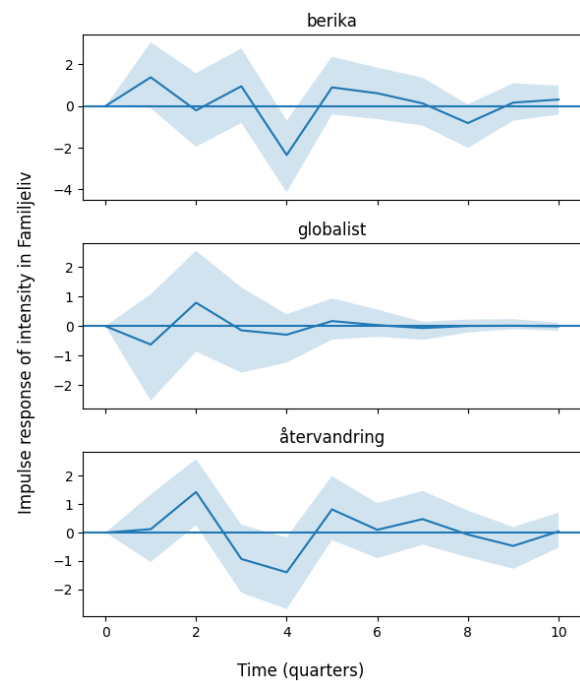 berika
2
0
−2
−4
globalist
2
1
0
−1
−2
återvandring
2
1
0
−1
−2
0 2 4 6 8 10
Time (quarters)
Impulse response of intensity in Familjeliv